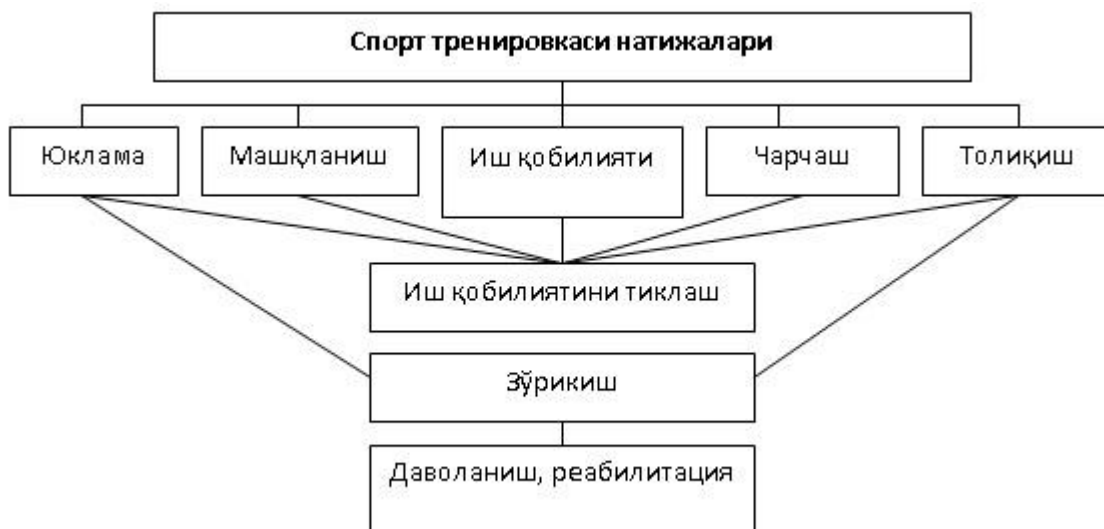 Спорт тренировкаси натижалари
Юклама
Машқланиш
Иш қобилияти
Чарчаш
Толиқиш
Иш қобилиятини тиклаш
Зўрикиш
Даволаниш, реабилитация